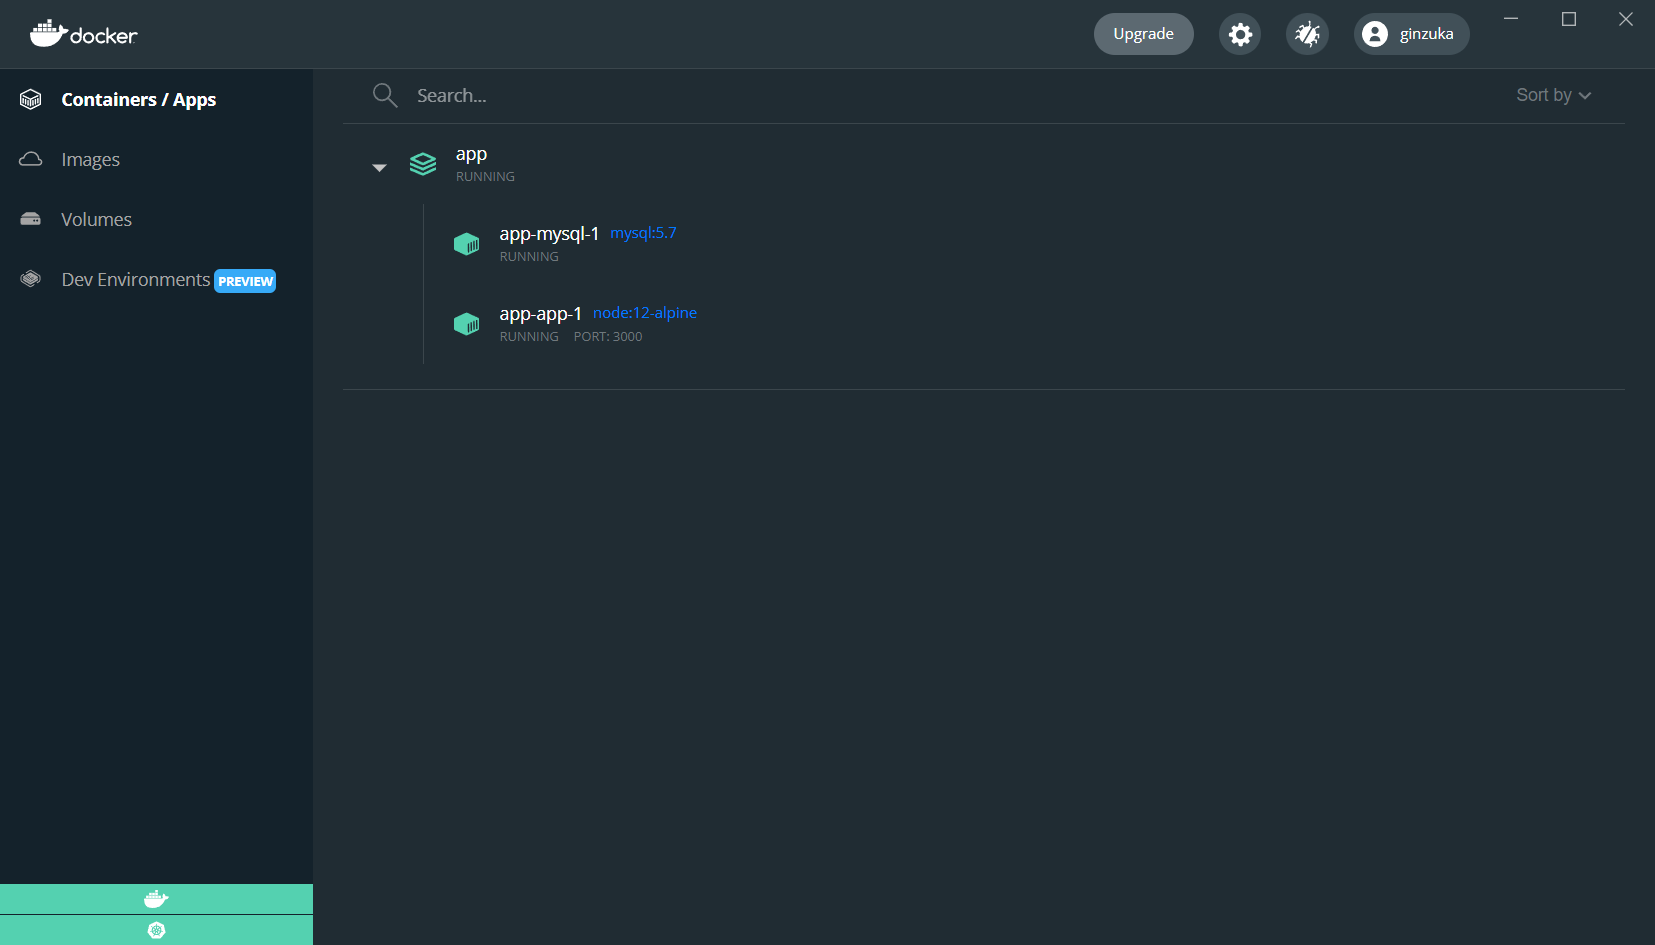 docker
Upgrade
ginzuka
Containers / Apps
Images
Volumes
Dev Environments PREVIEW
Search...
Sort by
app
RUNNING
app-mysql-1 mysql:5.7
RUNNING
app-app-1 node:12-alpine
RUNNING PORT: 3000